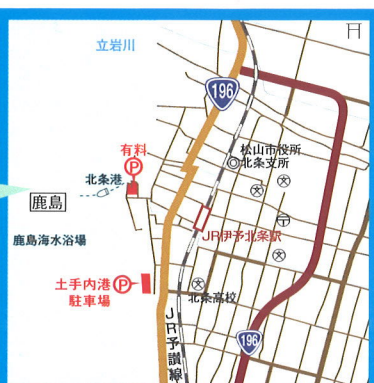 立岩川
196
有料
P
松山市役所
北条支所
北条港
鹿島
JR伊予北条駅
鹿島海水浴場
土手内港
駐車場
P
北条高校
JR予讃線
196